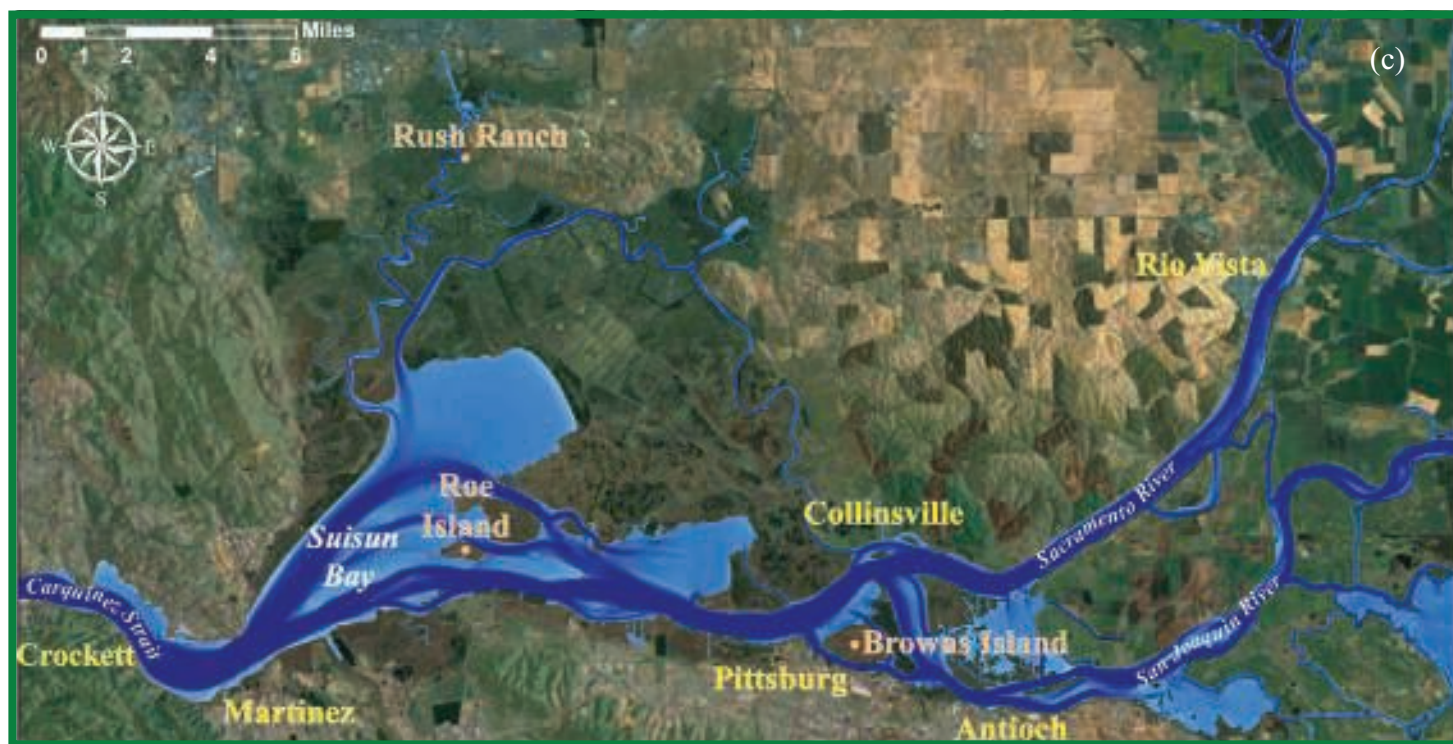 Miles
0 1 2 4 6
(c)
N
W E
S
Rush Ranch
Rio Vista
Roe
Island
Collinsville
Suisun
Bay
Sacramento River
Carquinez Strait
Crockett
Browns Island
San Joaquin River
Pittsburg
Martinez
Antioch